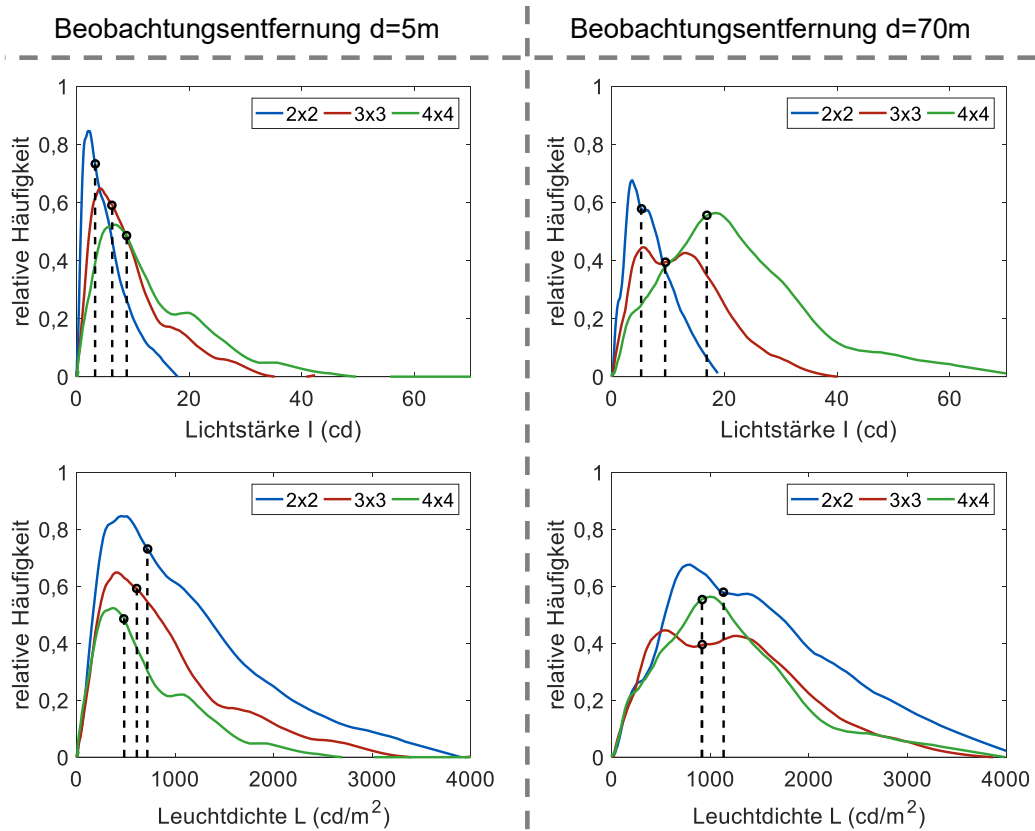 Beobachtungsentfernung d=5m
Beobachtungsentfernung d=70m
1
0,8
0,6
0,4
0,2
0
relative Häufigkeit
2x2 3x3 4x4
0 20 40 60
Lichtstärke I (cd)
1
0,8
0,6
0,4
0,2
0
relative Häufigkeit
2x2 3x3 4x4
0 20 40 60
Lichtstärke I (cd)
1
0,8
0,6
0,4
0,2
0
relative Häufigkeit
2x2 3x3 4x4
0 1000 2000 3000 4000
Leuchtdichte L (cd/m²)
1
0,8
0,6
0,4
0,2
0
relative Häufigkeit
2x2 3x3 4x4
0 1000 2000 3000 4000
Leuchtdichte L (cd/m²)